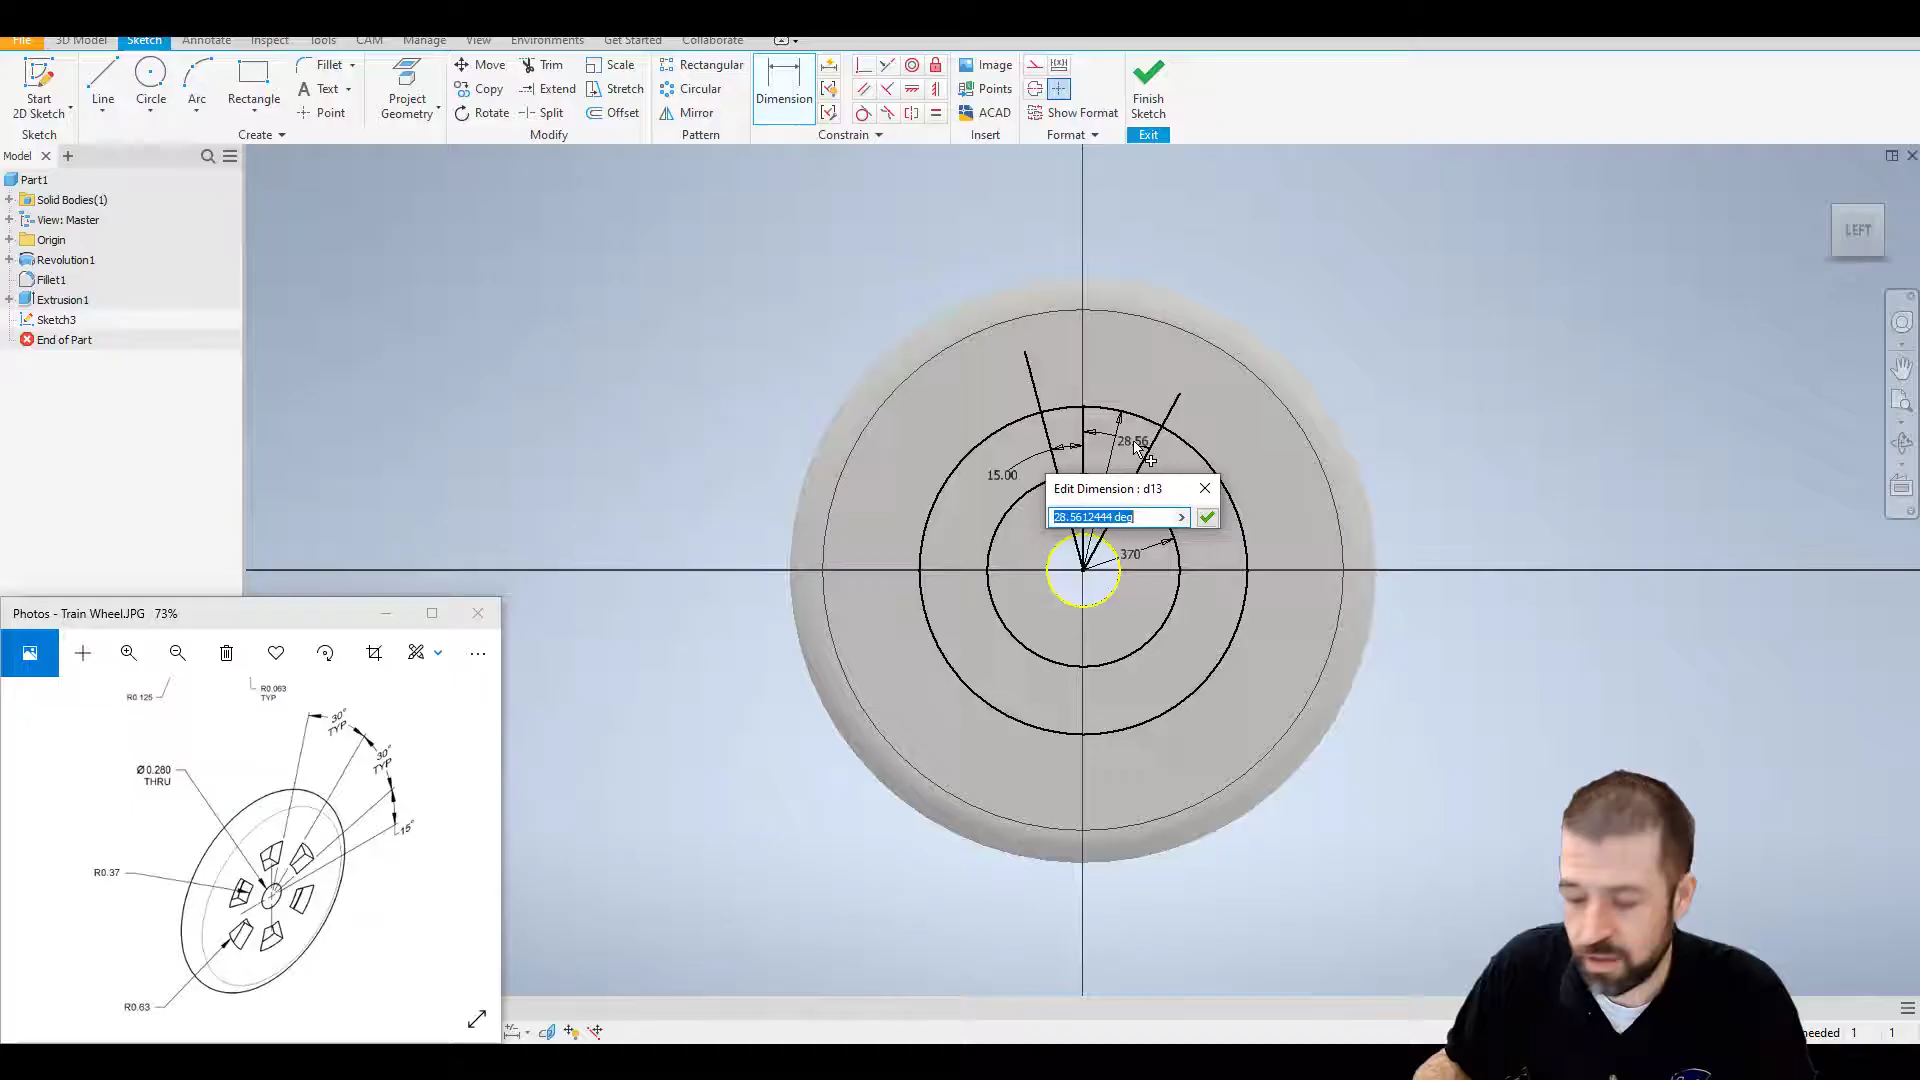 File 3D Model Sketch Annotate Inspect Tools CAM Manage View Environments Get Started Collaborate
Start
2D Sketch
Line
Circle
Arc
Rectangle
Fillet
Text
Point
Project
Geometry
Move
Copy
Rotate
Trim
Extend
Split
Scale
Stretch
Offset
Rectangular
Circular
Mirror
Dimension
Image
Points
ACAD
Show Format
Finish
Sketch
Sketch
Create
Modify
Pattern
Constrain
Insert
Format
Exit
Model
Part1
Solid Bodies(1)
View: Master
Origin
Revolution1
Fillet1
Extrusion1
Sketch3
End of Part
LEFT
28.56
15.00
Edit Dimension : d13
28.5612444 deg
.370
Photos - Train Wheel.JPG 73%
R0.125
R0.063
TYP
30°
TYP
30°
TYP
15°
Ø0.280
THRU
R0.37
R0.63
needed 1 1